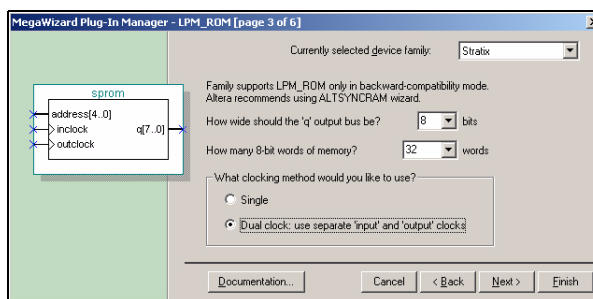 MegaWizard Plug-In Manager - LPM_ROM [page 3 of 6]
Currently selected device family: Stratix
sprom
address[4..0]
inclock q[7..0]
outclock
Family supports LPM_ROM only in backward-compatibility mode.
Altera recommends using ALTSYNCRAM wizard.
How wide should the 'q' output bus be? 8 bits
How many 8-bit words of memory? 32 words
What clocking method would you like to use?
Single
Dual clock: use separate 'input' and 'output' clocks
Documentation... Cancel < Back Next > Finish